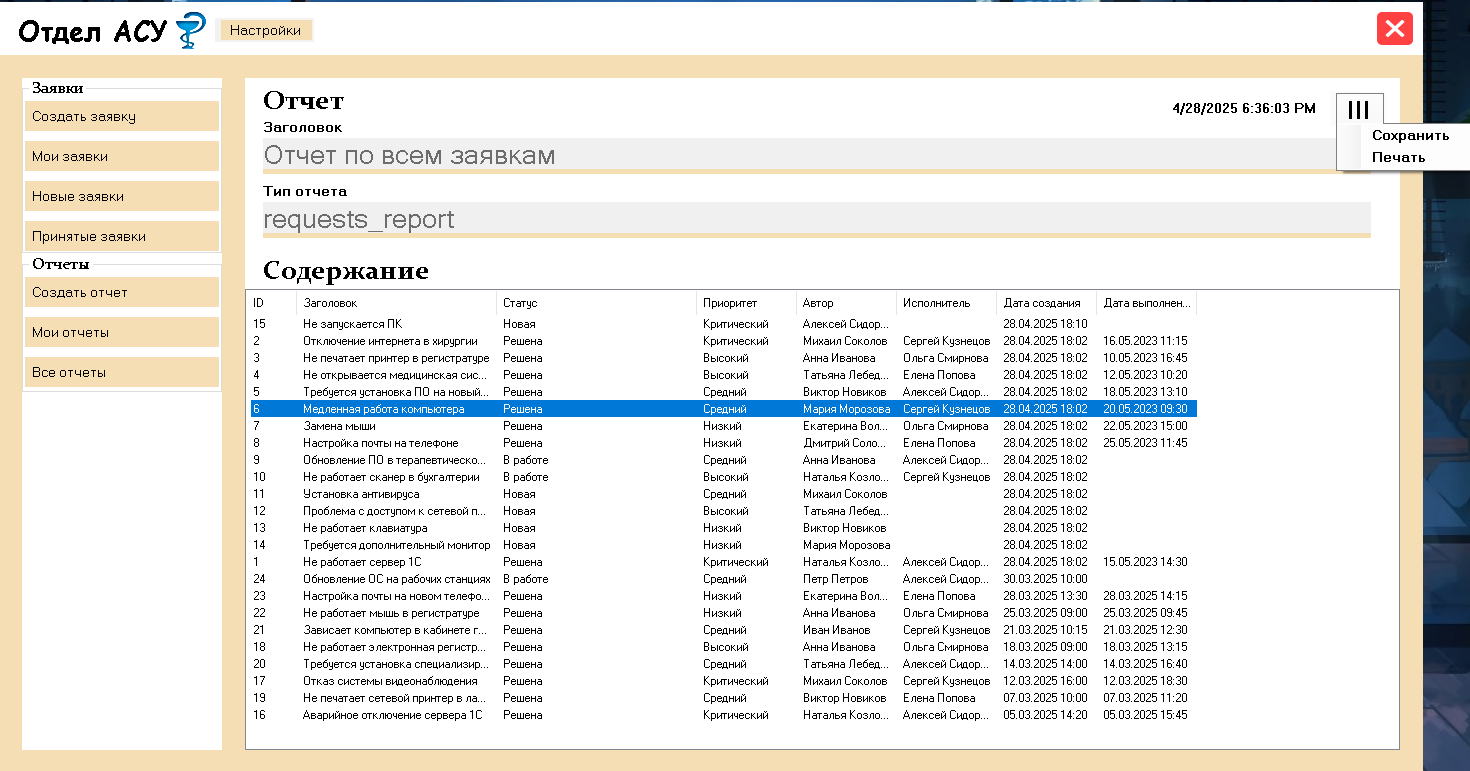 Отдел АСУ Настройки
Заявки
Создать заявку
Мои заявки
Новые заявки
Принятые заявки
Отчеты
Создать отчет
Мои отчеты
Все отчеты
Отчет
4/28/2025 6:36:03 PM
Сохранить
Печать
Заголовок
Отчет по всем заявкам
Тип отчета
requests_report
Содержание
ID Заголовок Статус Приоритет Автор Исполнитель Дата создания Дата выполнен...
15 Не запускается ПК Новая Критический Алексей Сидор... 28.04.2025 18:10
2 Отключение интернета в хирургии Решена Критический Михаил Соколов Сергей Кузнецов 28.04.2025 18:02 16.05.2023 11:15
3 Не печатает принтер в регистратуре Решена Высокий Анна Иванова Ольга Смирнова 28.04.2025 18:02 10.05.2023 16:45
4 Не открывается медицинская сис... Решена Высокий Татьяна Лебед... Елена Попова 28.04.2025 18:02 12.05.2023 10:20
5 Требуется установка ПО на новый... Решена Средний Виктор Новиков Алексей Сидор... 28.04.2025 18:02 18.05.2023 13:10
6 Медленная работа компьютера Решена Средний Мария Морозова Сергей Кузнецов 28.04.2025 18:02 20.05.2023 09:30
7 Замена мыши Решена Низкий Екатерина Вол... Ольга Смирнова 28.04.2025 18:02 22.05.2023 15:00
8 Настройка почты на телефоне Решена Низкий Дмитрий Соло... Елена Попова 28.04.2025 18:02 25.05.2023 11:45
9 Обновление ПО в терапевтическо... В работе Средний Анна Иванова Алексей Сидор... 28.04.2025 18:02
10 Не работает сканер в бухгалтерии В работе Высокий Наталья Козло... Сергей Кузнецов 28.04.2025 18:02
11 Установка антивируса Новая Средний Михаил Соколов 28.04.2025 18:02
12 Проблема с доступом к сетевой п... Новая Высокий Татьяна Лебед... 28.04.2025 18:02
13 Не работает клавиатура Новая Низкий Виктор Новиков 28.04.2025 18:02
14 Требуется дополнительный монитор Новая Низкий Мария Морозова 28.04.2025 18:02
1 Не работает сервер 1С Решена Критический Наталья Козло... Алексей Сидор... 28.04.2025 18:02 15.05.2023 14:30
24 Обновление ОС на рабочих станциях В работе Средний Петр Петров Алексей Сидор... 30.03.2025 10:00
23 Настройка почты на новом телефо... Решена Низкий Екатерина Вол... Елена Попова 28.03.2025 13:30 28.03.2025 14:15
22 Не работает мышь в регистратуре Решена Низкий Анна Иванова Ольга Смирнова 25.03.2025 09:00 25.03.2025 09:45
21 Зависает компьютер в кабинете г... Решена Средний Иван Иванов Сергей Кузнецов 21.03.2025 10:15 21.03.2025 12:30
18 Не работает электронная регистр... Решена Высокий Анна Иванова Ольга Смирнова 18.03.2025 09:00 18.03.2025 13:15
20 Требуется установка специализир... Решена Средний Татьяна Лебед... Алексей Сидор... 14.03.2025 14:00 14.03.2025 16:40
17 Отказ системы видеонаблюдения Решена Критический Михаил Соколов Сергей Кузнецов 12.03.2025 16:00 12.03.2025 18:30
19 Не печатает сетевой принтер в ла... Решена Средний Виктор Новиков Елена Попова 07.03.2025 10:00 07.03.2025 11:20
16 Аварийное отключение сервера 1С Решена Критический Наталья Козло... Алексей Сидор... 05.03.2025 14:20 05.03.2025 15:45